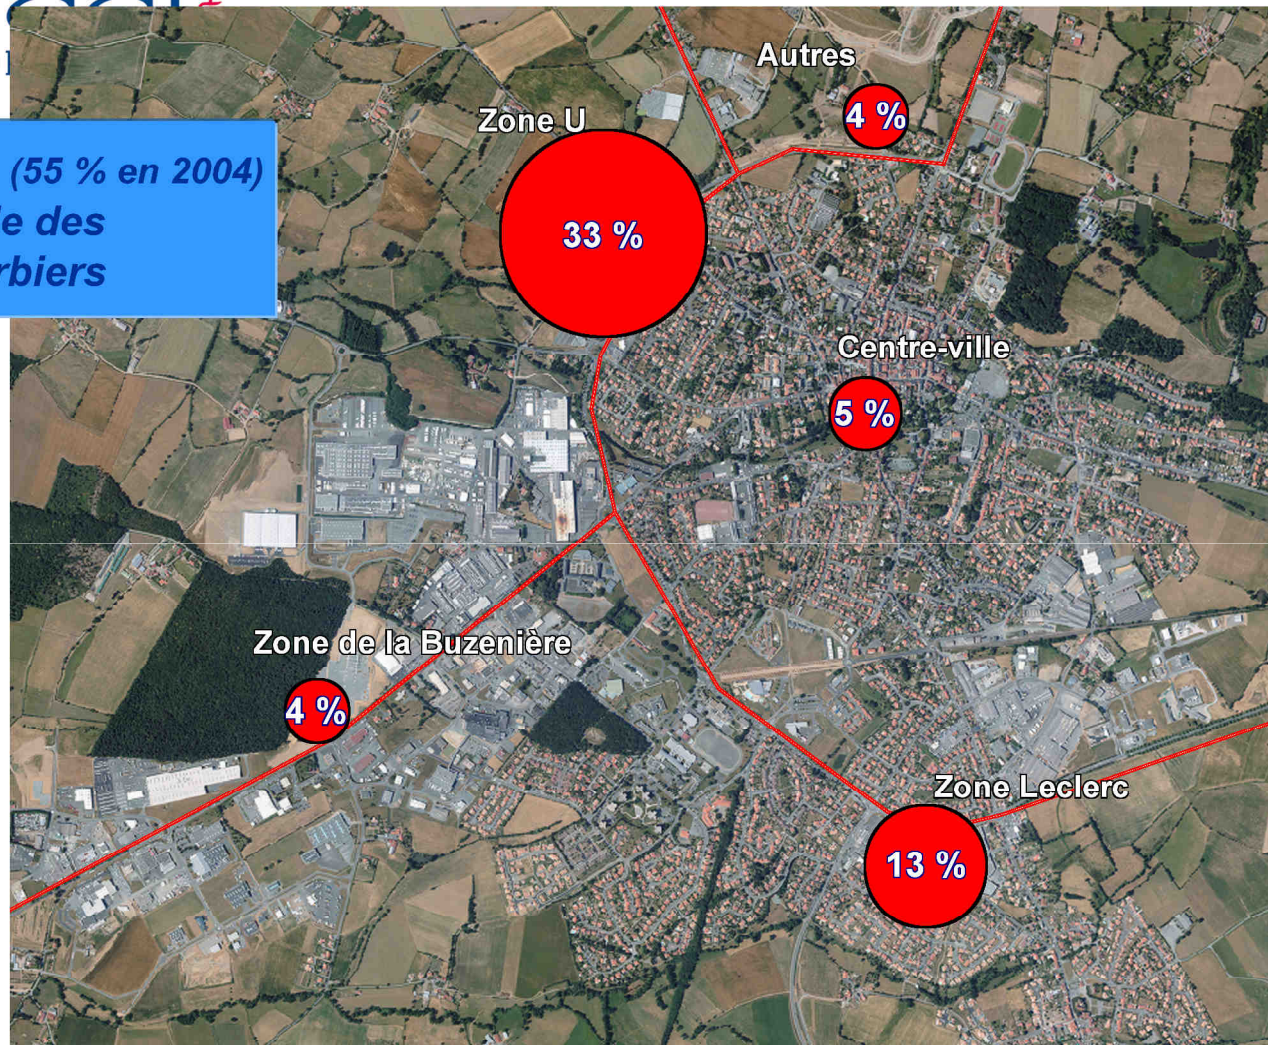 (55 % en 2004)
des
Autres
4 %
Zone U
33 %
Centre-ville
5 %
Zone de la Buzenière
4 %
Zone Leclerc
13 %